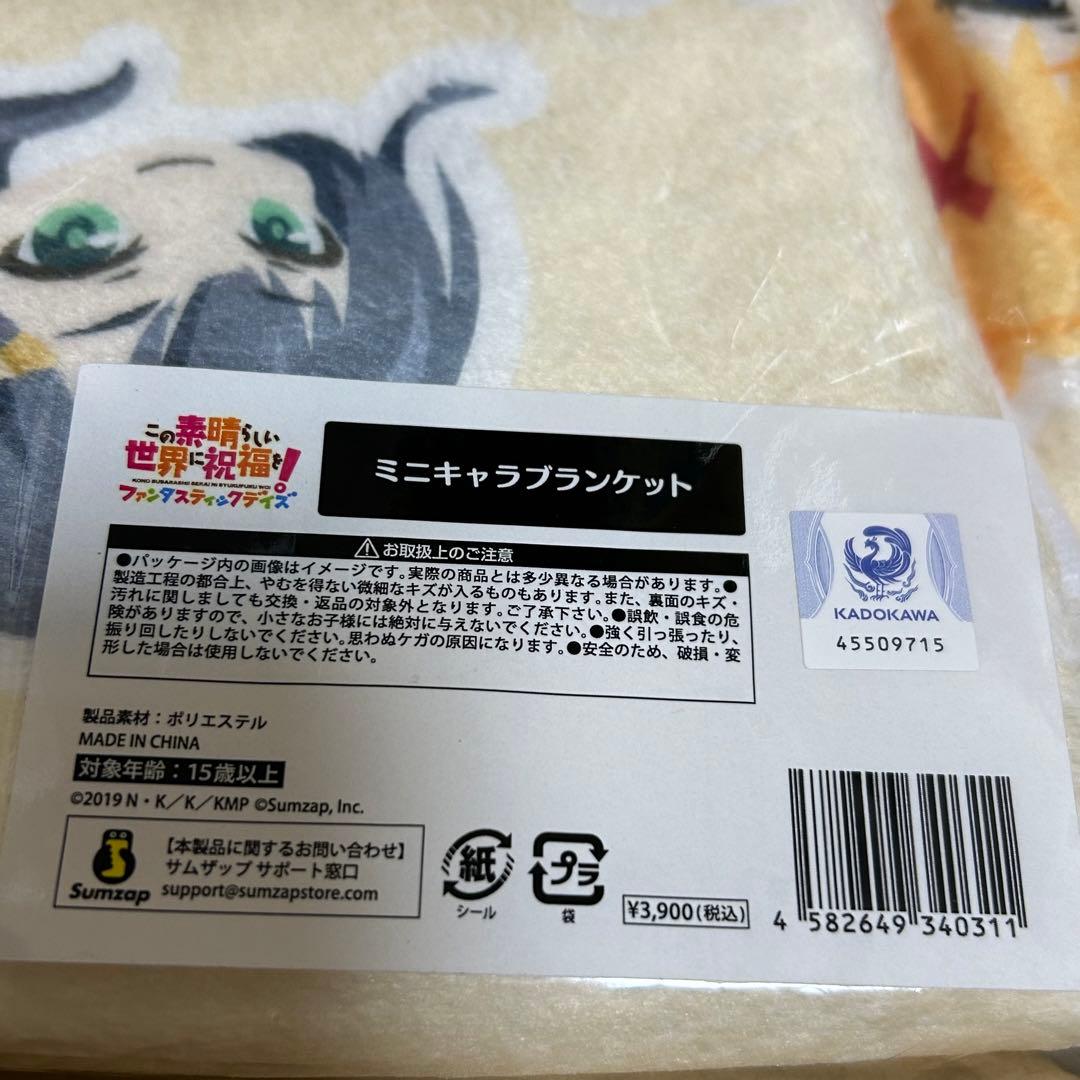 この素晴らしい
世界に祝福を!
KONO SUBARASHII SEKAI NI SYUKUFUKU WO!
ファンタスティックデイズ
ミニキャラブランケット
お取扱上のご注意
●パッケージ内の画像はイメージです。実際の商品とは多少異なる場合があります。●
製造工程の都合上、やむを得ない微細なキズが入るものもあります。また、裏面のキズ・
汚れに関しましても交換・返品の対象外となります。ご了承下さい。●誤飲・誤食の危
険がありますので、小さなお子様には絶対に与えないでください。●強く引っ張ったり、
振り回したりしないでください。思わぬケガの原因になります。●安全のため、破損・変
形した場合は使用しないでください。
KADOKAWA
45509715
製品素材：ポリエステル
MADE IN CHINA
対象年齢：15歳以上
©2019 N・K／K／KMP ©Sumzap, Inc.
Sumzap
【本製品に関するお問い合わせ】
サムザップ サポート窓口
support@sumzapstore.com
紙
シール
プラ
袋
¥3,900(税込)
4 582649 340311